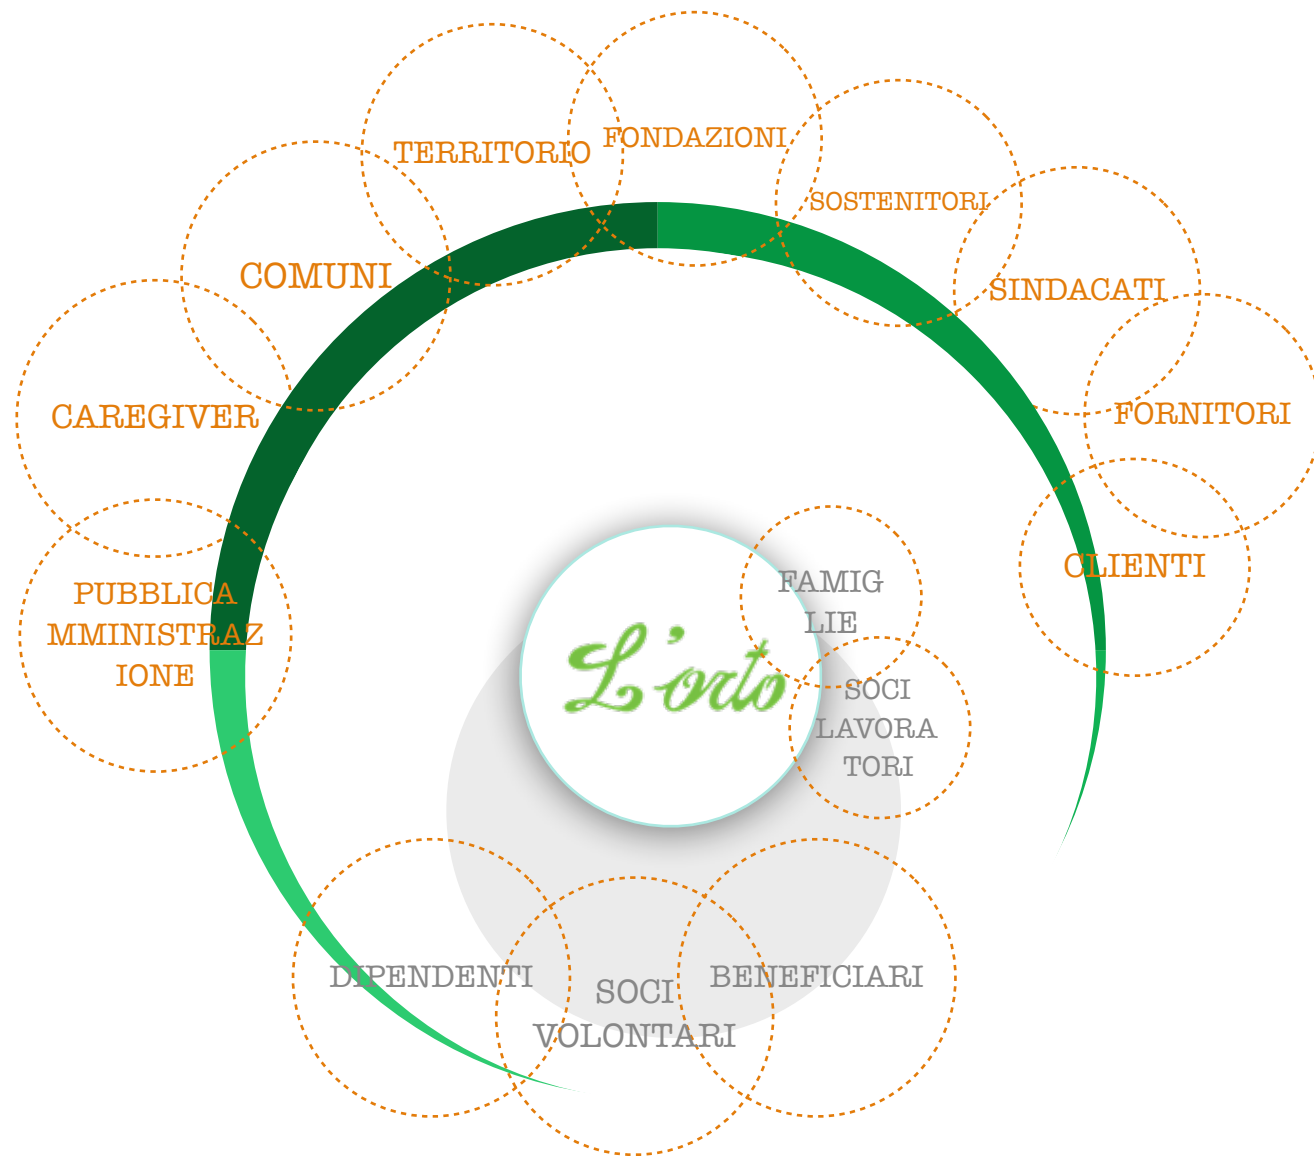 FONDAZIONI
TERRITORIO
SOSTENITORI
COMUNI
SINDACATI
CAREGIVER
FORNITORI
CLIENTI
PUBBLICA
MMINISTRAZ
IONE
FAMIG
LIE
L'orto
SOCI
LAVORA
TORI
DIPENDENTI
SOCI
VOLONTARI
BENEFICIARI